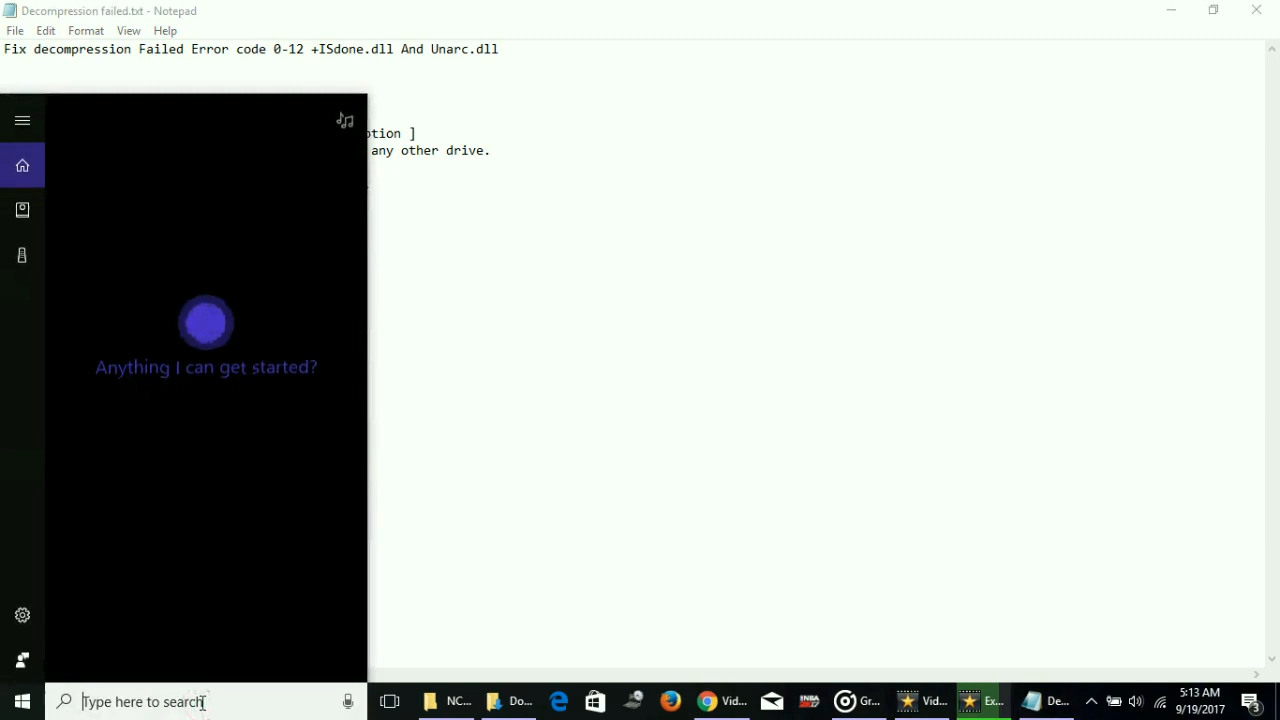 Decompression failed.txt - Notepad
File Edit Format View Help
Fix decompression Failed Error code 0-12 +ISdone.dll And Unarc.dll
ption ]
any other drive.
Anything I can get started?
Type here to search
NC...
Do...
Vid...
Gr...
Vid...
Ex...
De...
5:13 AM
9/19/2017
3